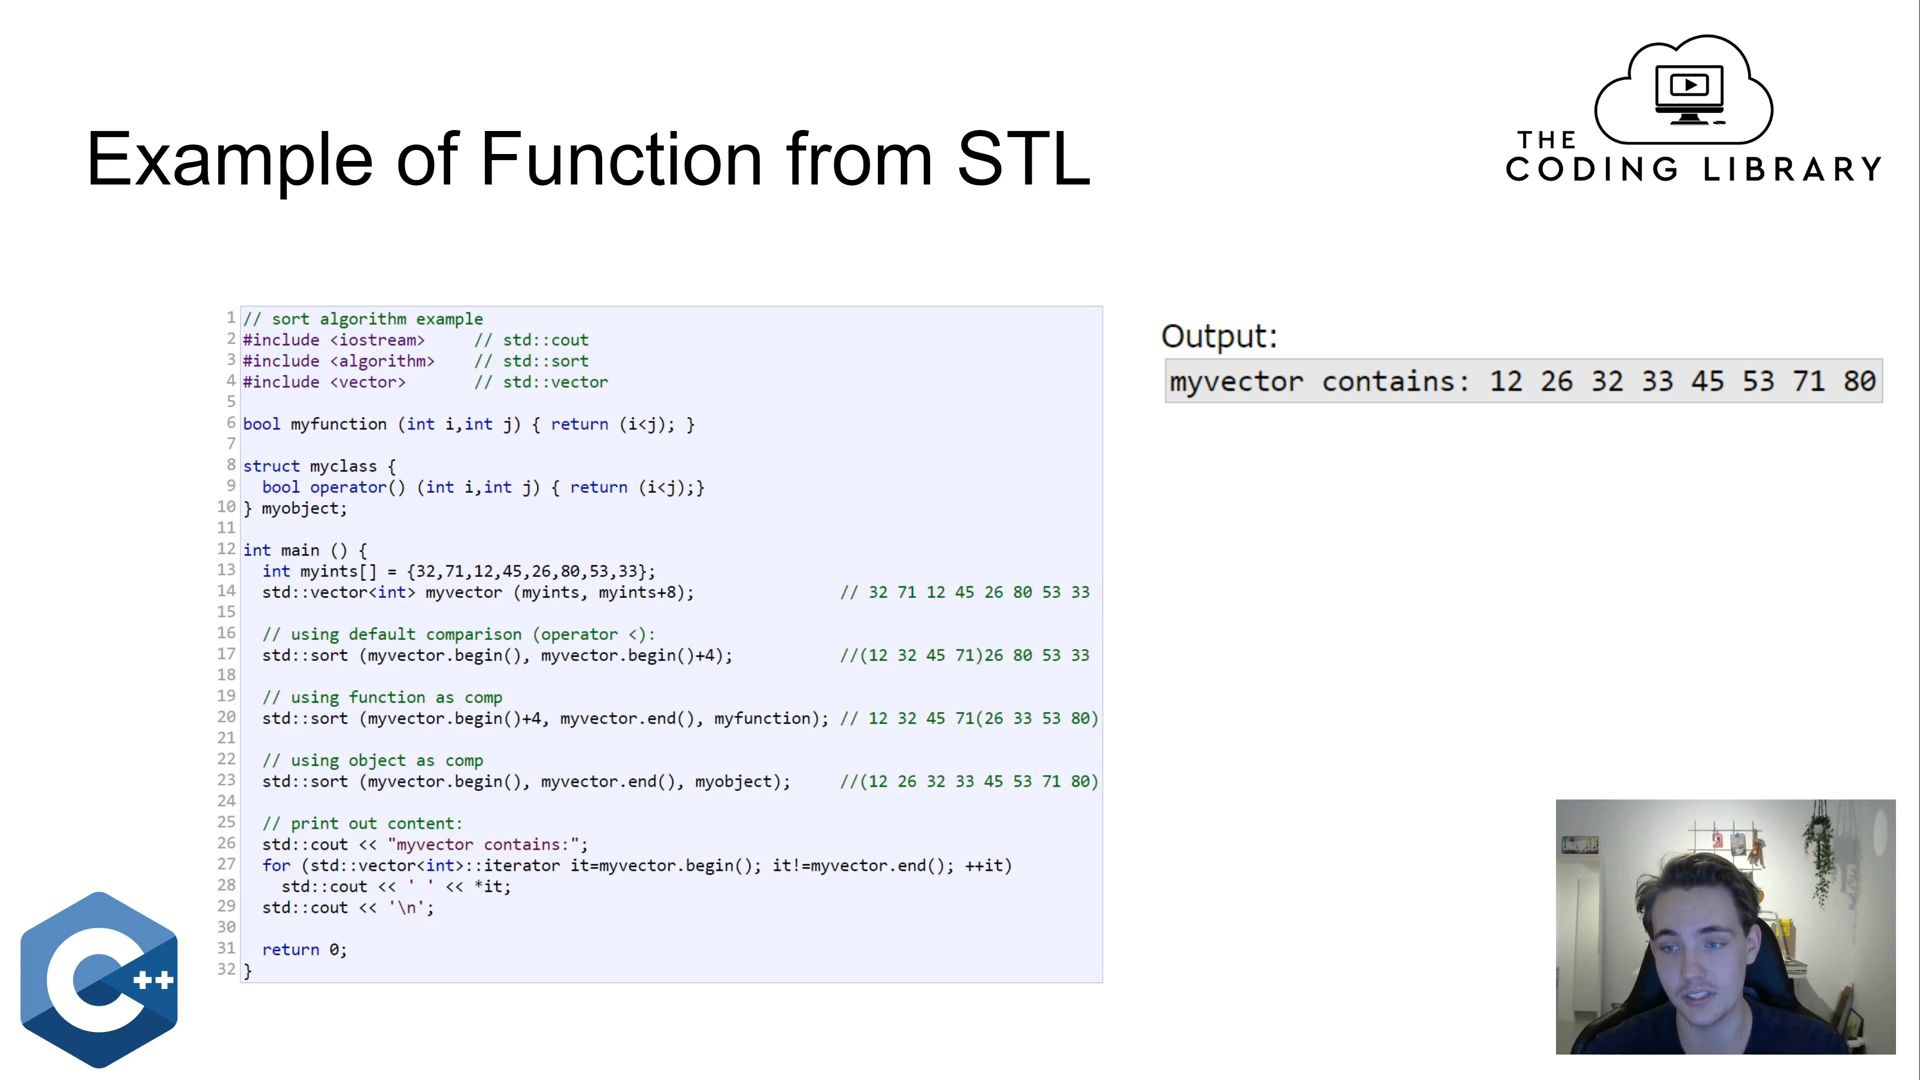 THE
CODING LIBRARY
Example of Function from STL
1 // sort algorithm example
2 #include <iostream>     // std::cout
3 #include <algorithm>    // std::sort
4 #include <vector>       // std::vector
5
6 bool myfunction (int i,int j) { return (i<j); }
7
8 struct myclass {
9   bool operator() (int i,int j) { return (i<j);}
10 } myobject;
11
12 int main () {
13   int myints[] = {32,71,12,45,26,80,53,33};
14   std::vector<int> myvector (myints, myints+8);               // 32 71 12 45 26 80 53 33
15
16   // using default comparison (operator <):
17   std::sort (myvector.begin(), myvector.begin()+4);           //(12 32 45 71)26 80 53 33
18
19   // using function as comp
20   std::sort (myvector.begin()+4, myvector.end(), myfunction); // 12 32 45 71(26 33 53 80)
21
22   // using object as comp
23   std::sort (myvector.begin(), myvector.end(), myobject);     //(12 26 32 33 45 53 71 80)
24
25   // print out content:
26   std::cout << "myvector contains:";
27   for (std::vector<int>::iterator it=myvector.begin(); it!=myvector.end(); ++it)
28     std::cout << ' ' << *it;
29   std::cout << '\n';
30
31   return 0;
32 }
Output:
myvector contains: 12 26 32 33 45 53 71 80
C++